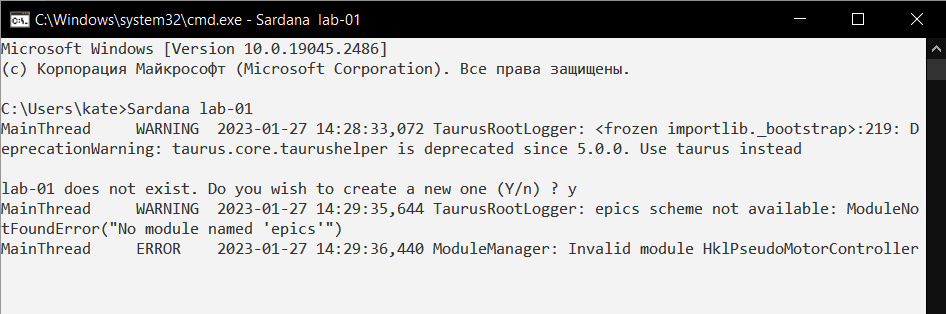 C:\Windows\system32\cmd.exe - Sardana lab-01
Microsoft Windows [Version 10.0.19045.2486]
(c) Корпорация Майкрософт (Microsoft Corporation). Все права защищены.
C:\Users\kate>Sardana lab-01
MainThread     WARNING  2023-01-27 14:28:33,072 TaurusRootLogger: <frozen importlib._bootstrap>:219: D
eprecationWarning: taurus.core.taurushelper is deprecated since 5.0.0. Use taurus instead
lab-01 does not exist. Do you wish to create a new one (Y/n) ? y
MainThread     WARNING  2023-01-27 14:29:35,644 TaurusRootLogger: epics scheme not available: ModuleNo
tFoundError("No module named 'epics'")
MainThread     ERROR    2023-01-27 14:29:36,440 ModuleManager: Invalid module HklPseudoMotorController